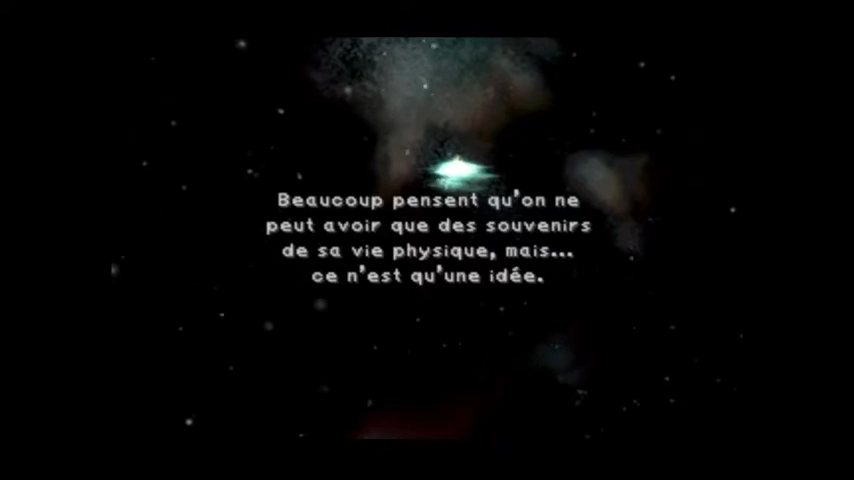 Beaucoup pensent qu'on ne
peut avoir que des souvenirs
de sa vie physique, mais...
ce n'est qu'une idée.